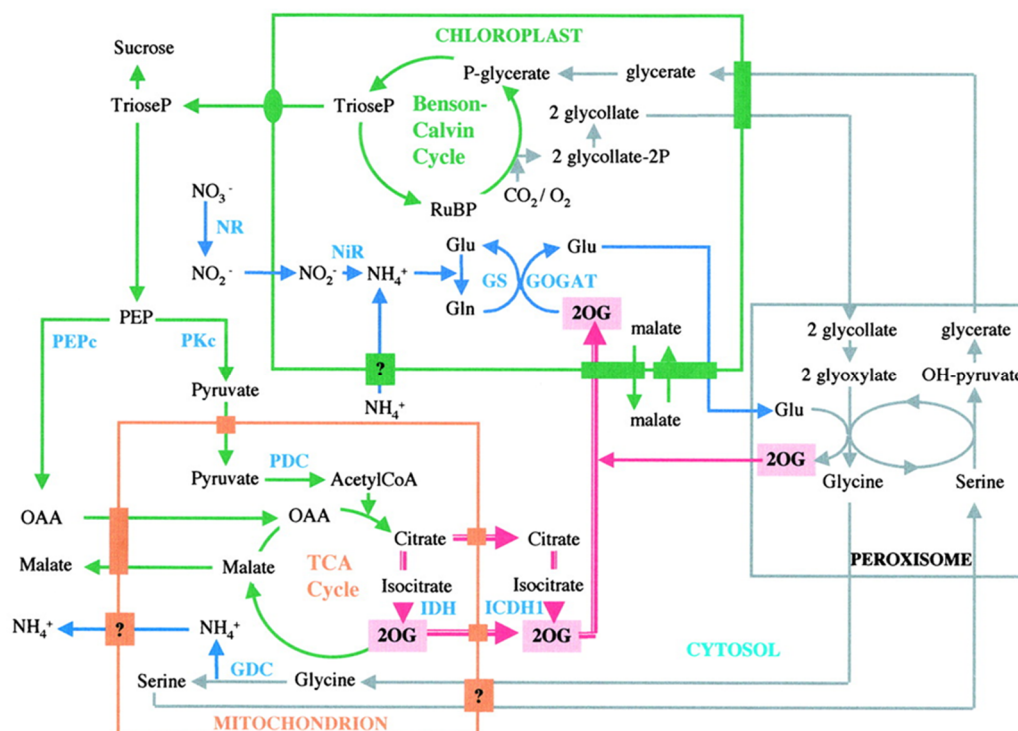 CHLOROPLAST
Sucrose
P-glycerate
glycerate
TrioseP
TrioseP
Benson-
Calvin
Cycle
2 glycollate
2 glycollate-2P
CO₂ / O₂
RuBP
NO₃⁻
NR
NO₂⁻
NO₂⁻
NiR
NH₄⁺
Glu
Gln
GS
GOGAT
Glu
2OG
malate
malate
?
NH₄⁺
PEP
PEPc
PKc
Pyruvate
Pyruvate
PDC
AcetylCoA
OAA
OAA
Citrate
Citrate
Malate
Malate
TCA
Cycle
Isocitrate
Isocitrate
IDH
ICDH1
2OG
2OG
NH₄⁺
?
NH₄⁺
GDC
Serine
Glycine
?
MITOCHONDRION
CYTOSOL
2 glycollate
glycerate
2 glyoxylate
OH-pyruvate
Glu
2OG
Glycine
Serine
PEROXISOME